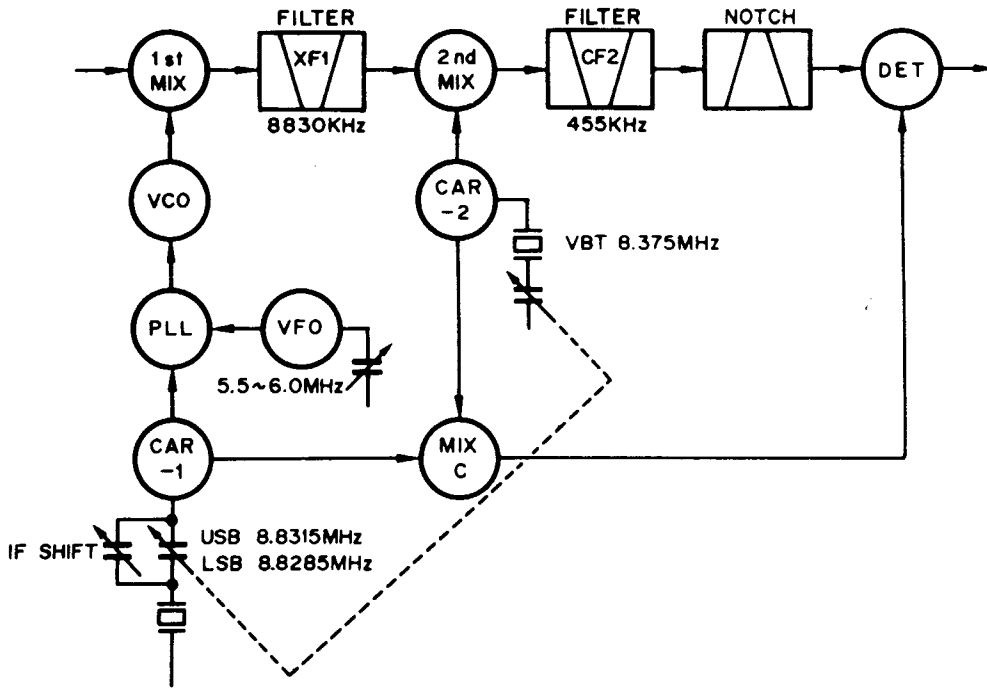 FILTER
FILTER
NOTCH
1st
MIX
XF1
2nd
MIX
CF2
DET
8830KHz
455KHz
VCO
CAR
-2
VBT 8.375MHz
PLL
VFO
5.5~6.0MHz
CAR
-1
MIX
C
IF SHIFT
USB 8.8315MHz
LSB 8.8285MHz